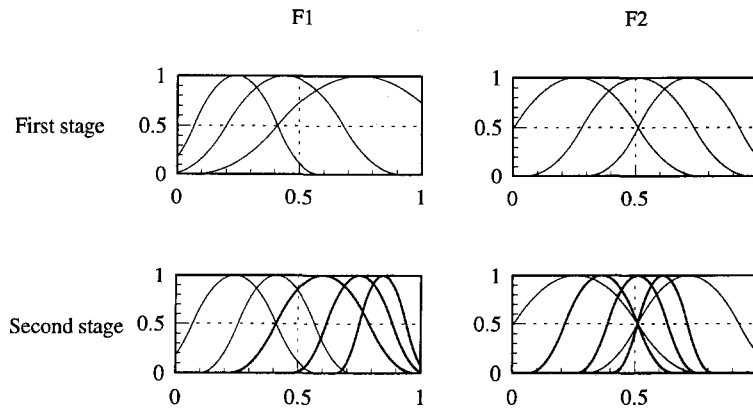 F1 F2
First stage
1 1
0.5 0.5
0 0
0 0.5 1 0 0.5
Second stage
1 1
0.5 0.5
0 0
0 0.5 1 0 0.5